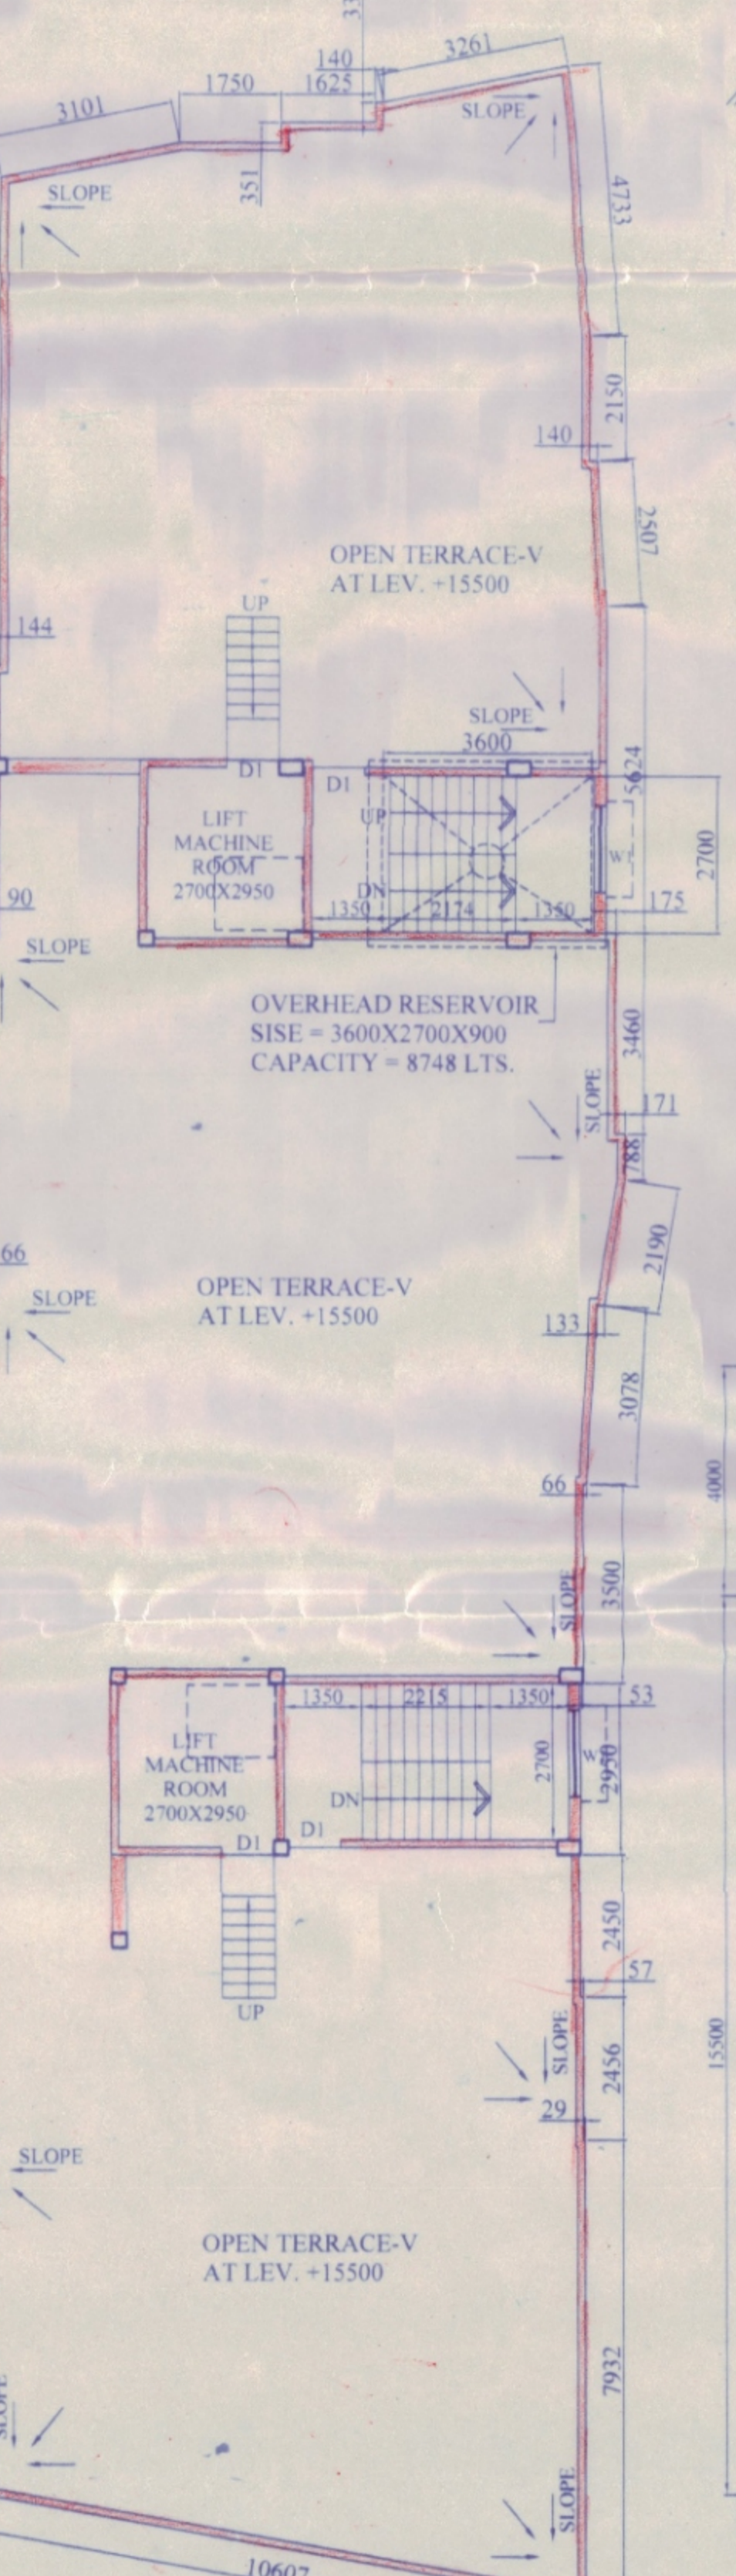 3261
140
1750
1625
3101
SLOPE
351
SLOPE
4733
2150
140
2507
OPEN TERRACE-V
AT LEV. +15500
UP
144
SLOPE
3600
5624
D1
D1
LIFT
MACHINE
ROOM
2700X2950
UP
W
2700
DN
90
1350
2174
1350
175
SLOPE
OVERHEAD RESERVOIR
SISE = 3600X2700X900
CAPACITY = 8748 LTS.
3460
SLOPE
171
788
2190
66
OPEN TERRACE-V
AT LEV. +15500
SLOPE
133
3078
4000
66
3500
SLOPE
1350
2215
1350
53
LIFT
MACHINE
ROOM
2700X2950
2700
W
2950
DN
D1
D1
2450
57
UP
SLOPE
2456
15500
29
SLOPE
OPEN TERRACE-V
AT LEV. +15500
7932
SLOPE
SLOPE
10607